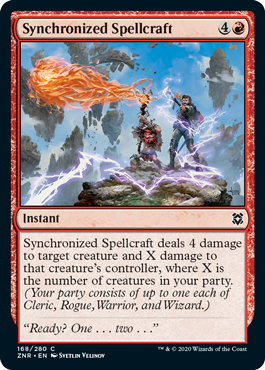 Synchronized Spellcraft 4
Instant
Synchronized Spellcraft deals 4 damage
to target creature and X damage to
that creature's controller, where X is
the number of creatures in your party.
(Your party consists of up to one each of
Cleric, Rogue, Warrior, and Wizard.)
"Ready? One . . . two . . ."
168/280 C
ZNR • EN SVETLIN VELINOV
™ & © 2020 Wizards of the Coast